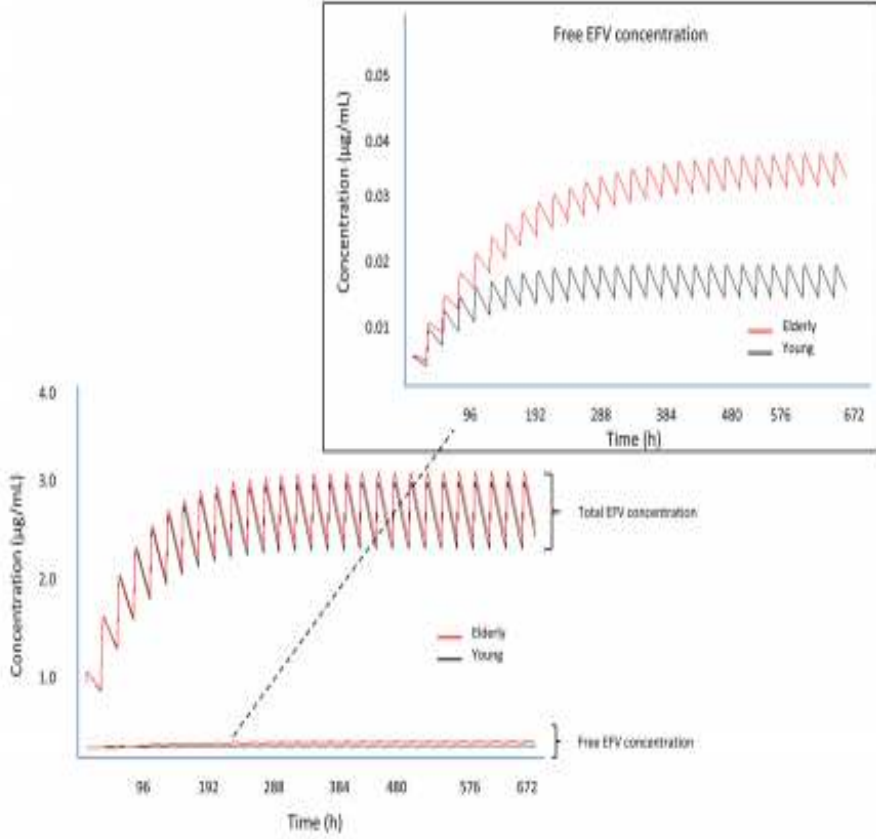 Free EFV concentration
Concentration (µg/mL)
0.05
0.04
0.03
0.02
0.01
Elderly
Young
96 192 288 384 480 576 672
Time (h)
Concentration (µg/mL)
4.0
3.0
2.0
1.0
Total EFV concentration
Elderly
Young
Free EFV concentration
96 192 288 384 480 576 672
Time (h)